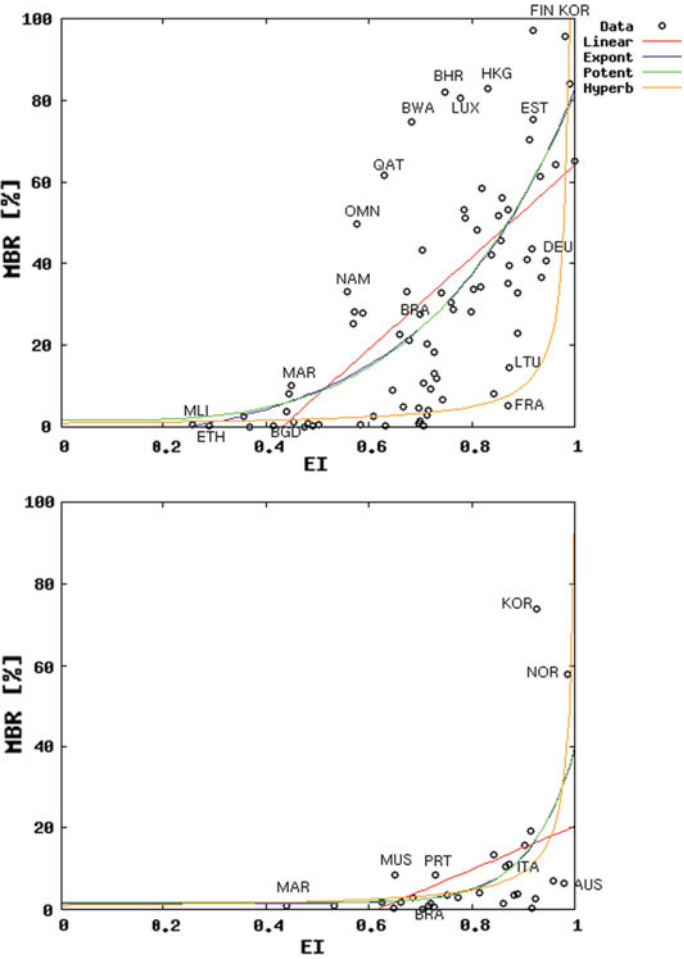 FIN KOR
Data
Linear
Expont
Potent
Hyperb
100
80
60
40
20
0
MBR [%]
BHR
HKG
LUX
BWA
EST
QAT
OMN
NAM
DEU
BRA
MAR
LTU
MLI
FRA
ETH
BGD
0 0.2 0.4 0.6 0.8 1
EI
100
80
60
40
20
0
MBR [%]
KOR
NOR
MUS PRT
ITA
MAR
AUS
BRA
0 0.2 0.4 0.6 0.8 1
EI